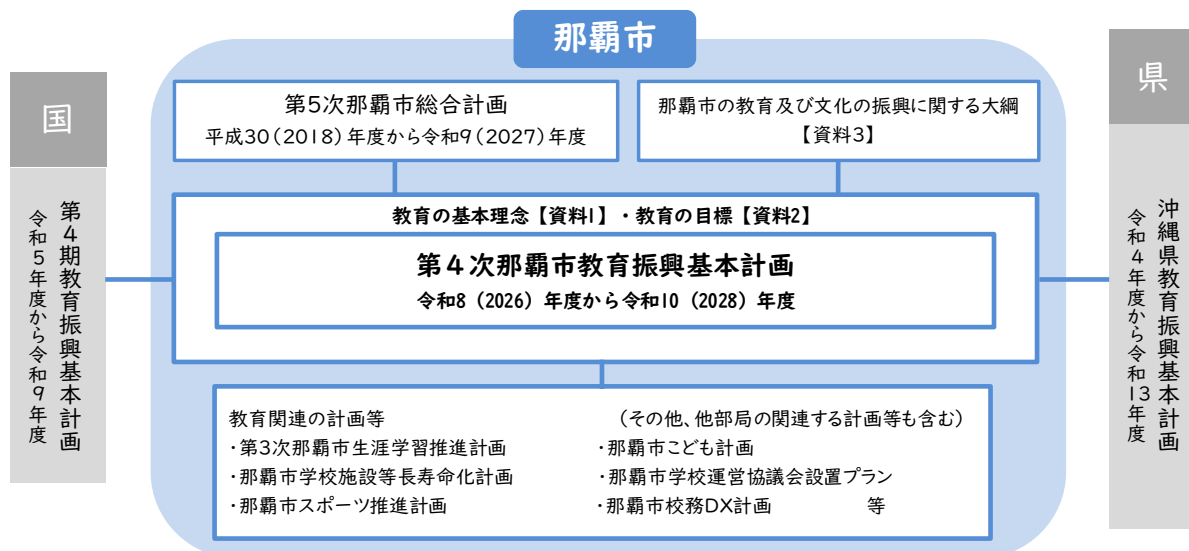 那覇市
国
第4期教育振興基本計画
令和5年度から令和9年度
県
沖縄県教育振興基本計画
令和4年度から令和13年度
第5次那覇市総合計画
平成30(2018)年度から令和9(2027)年度
那覇市の教育及び文化の振興に関する大綱
【資料3】
教育の基本理念【資料1】・教育の目標【資料2】
第4次那覇市教育振興基本計画
令和8(2026)年度から令和10(2028)年度
教育関連の計画等
・第3次那覇市生涯学習推進計画
・那覇市学校施設等長寿命化計画
・那覇市スポーツ推進計画
(その他、他部局の関連する計画等も含む)
・那覇市こども計画
・那覇市学校運営協議会設置プラン
・那覇市校務DX計画 等